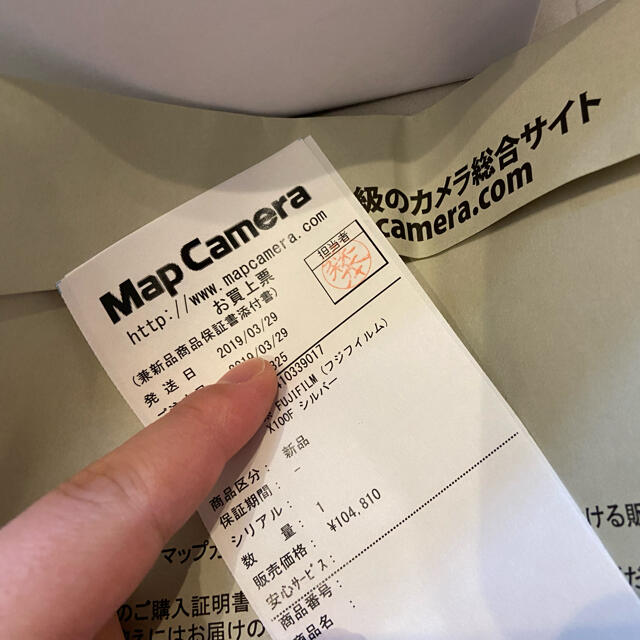 級のカメラ総合サイト
camera.com
Map Camera
http://www.mapcamera.com
お買上票
担当者
(兼新品商品保証書添付書)
発送日 2019/03/29
2019/03/29
925
10339017
FUJIFILM (フジフイルム)
X100F シルバー
商品区分: 新品
保証期間: -
シリアル:
数 量: 1
販売価格: ¥104,810
安心サービス:
商品番号:
商品名:
ける販
マップカ
のご購入証明書
にはお届けの